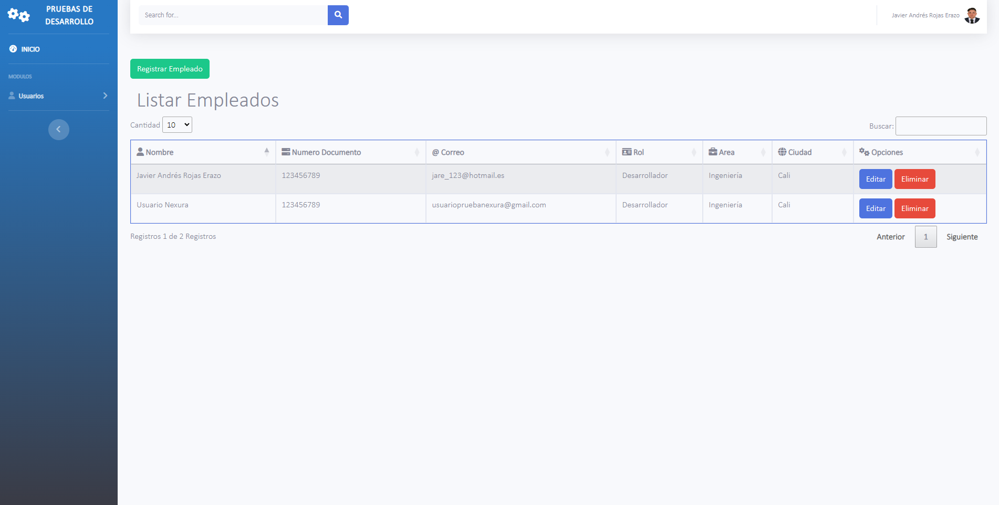 PRUEBAS DE
DESARROLLO
INICIO
MODULOS
Usuarios
Search for...
Javier Andrés Rojas Erazo
Registrar Empleado
Listar Empleados
Cantidad 10
Buscar:
Nombre Numero Documento @ Correo Rol Area Ciudad Opciones
Javier Andrés Rojas Erazo 123456789 jare_123@hotmail.es Desarrollador Ingeniería Cali Editar Eliminar
Usuario Nexura 123456789 usuariopruebanexura@gmail.com Desarrollador Ingeniería Cali Editar Eliminar
Registros 1 de 2 Registros
Anterior 1 Siguiente